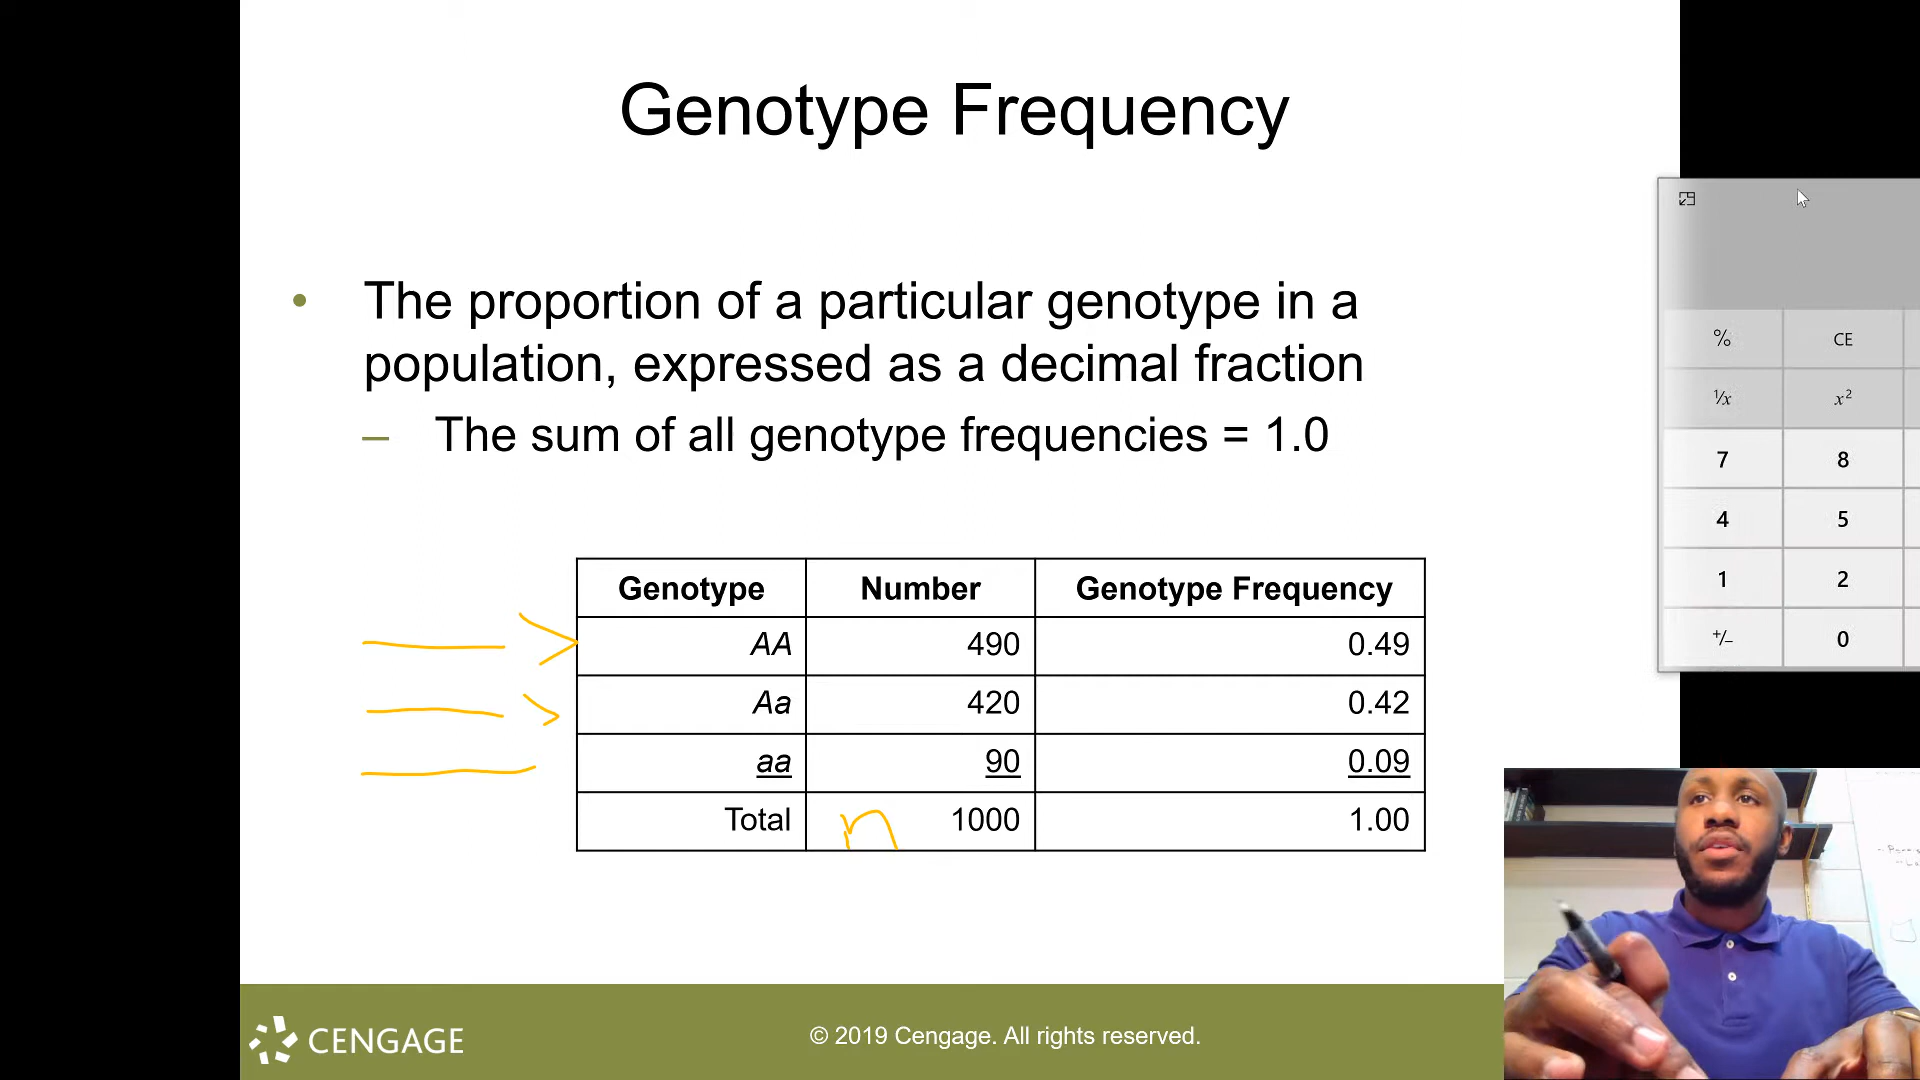 Genotype Frequency
• The proportion of a particular genotype in a
population, expressed as a decimal fraction
– The sum of all genotype frequencies = 1.0
Genotype Number Genotype Frequency
AA 490 0.49
Aa 420 0.42
aa 90 0.09
Total n 1000 1.00
% CE
1/x x²
7 8
4 5
1 2
+/− 0
CENGAGE
© 2019 Cengage. All rights reserved.